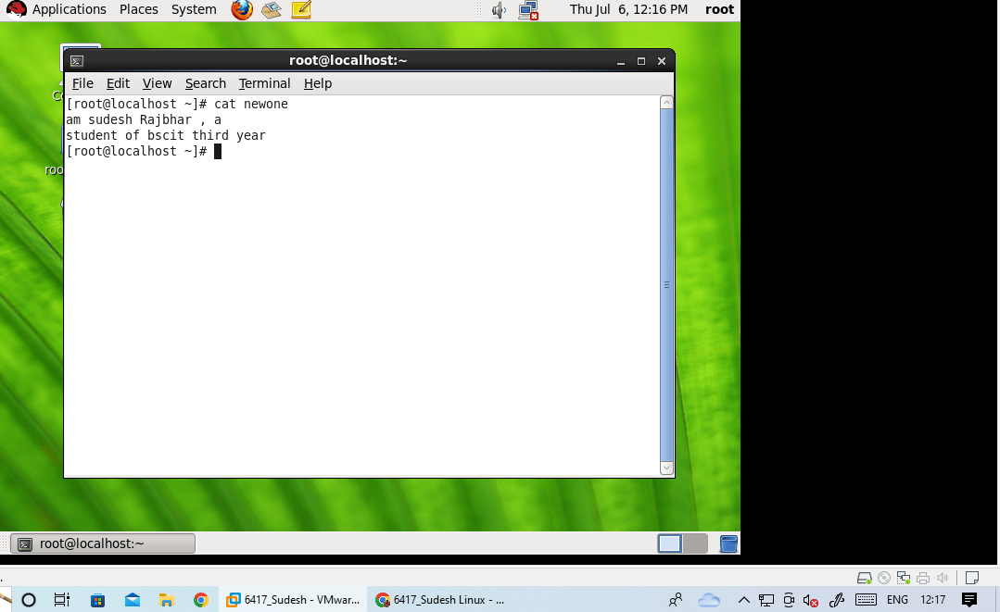 Applications Places System Thu Jul 6, 12:16 PM root
root@localhost:~
File Edit View Search Terminal Help
[root@localhost ~]# cat newone
am sudesh Rajbhar , a
student of bscit third year
[root@localhost ~]#
root@localhost:~
6417_Sudesh - VMwar... 6417_Sudesh Linux - ... ENG 12:17